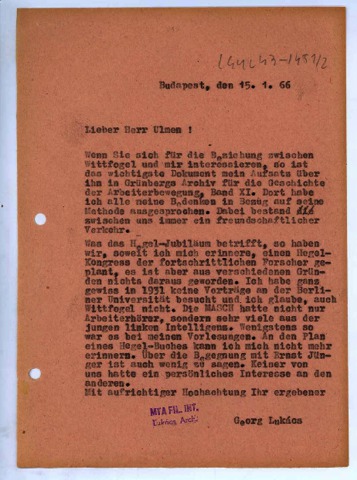 Budapest, den 15. 1. 66
Lieber Herr Ulmen !
Wenn Sie sich für die Beziehung zwischen
Wittfogel und mir interessieren, so ist
das wichtigste Dokument mein Aufsatz über
ihn in Grünbergs Archiv für die Geschichte
der Arbeiterbewegung, Band XI. Dort habe
ich alle meine Bedenken in Bezug auf seine
Methode ausgesprochen. Dabei bestand
zwischen uns immer ein freundschaftlicher
Verkehr.
Was das Hegel-Jubiläum betrifft, so haben
wir, soweit ich mich erinnere, einen Hegel-
Kongress der fortschrittlichen Forscher ge-
plant, es ist aber aus verschiedenen Grün-
den nichts daraus geworden. Ich habe ganz
gewiss in 1931 keine Vorträge an der Berli-
ner Universität besucht und ich glaube, auch
Wittfogel nicht. Die MASCH hatte nicht nur
Arbeiterhörer, sondern sehr viele aus der
jungen linken Intelligenz. Wenigstens so
war es bei meinen Vorlesungen. An den Plan
eines Hegel-Buches kann ich mich nicht mehr
erinnern. Über die Begegnung mit Ernst Jün-
ger ist auch wenig zu sagen. Keiner von
uns hatte ein persönliches Interesse an den
anderen.
Mit aufrichtiger Hochachtung Ihr ergebener
MTA FIL. INT.
Lukács Arch.
Georg Lukács